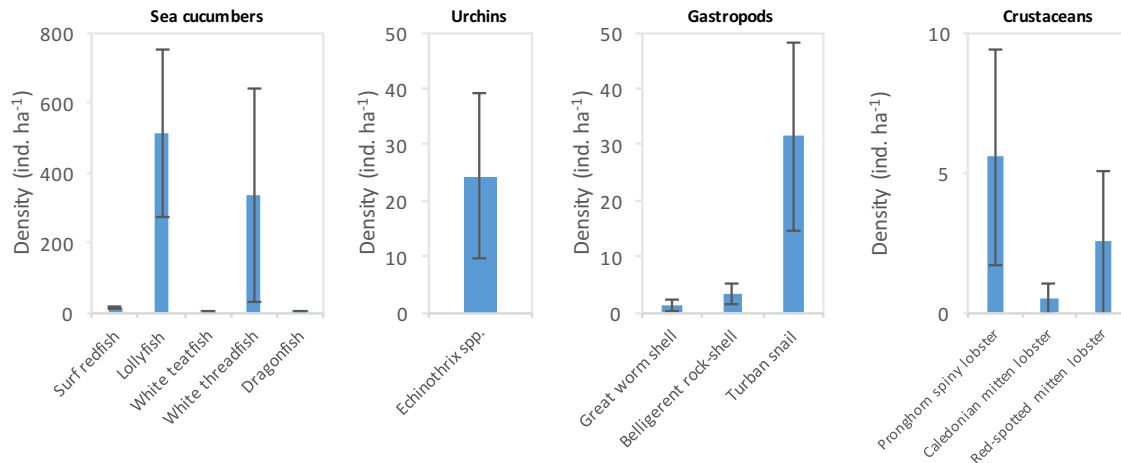 Sea cucumbers
Density (ind. ha-1)
800
600
400
200
0
Surf redfish
Lollyfish
White teatfish
White threadfish
Dragonfish
Urchins
Density (ind. ha-1)
50
40
30
20
10
0
Echinothrix spp.
Gastropods
Density (ind. ha-1)
50
40
30
20
10
0
Great worm shell
Belligerent rock-shell
Turban snail
Crustaceans
Density (ind. ha-1)
10
5
0
Pronghorn spiny lobster
Caledonian mitten lobster
Red-spotted mitten lobster